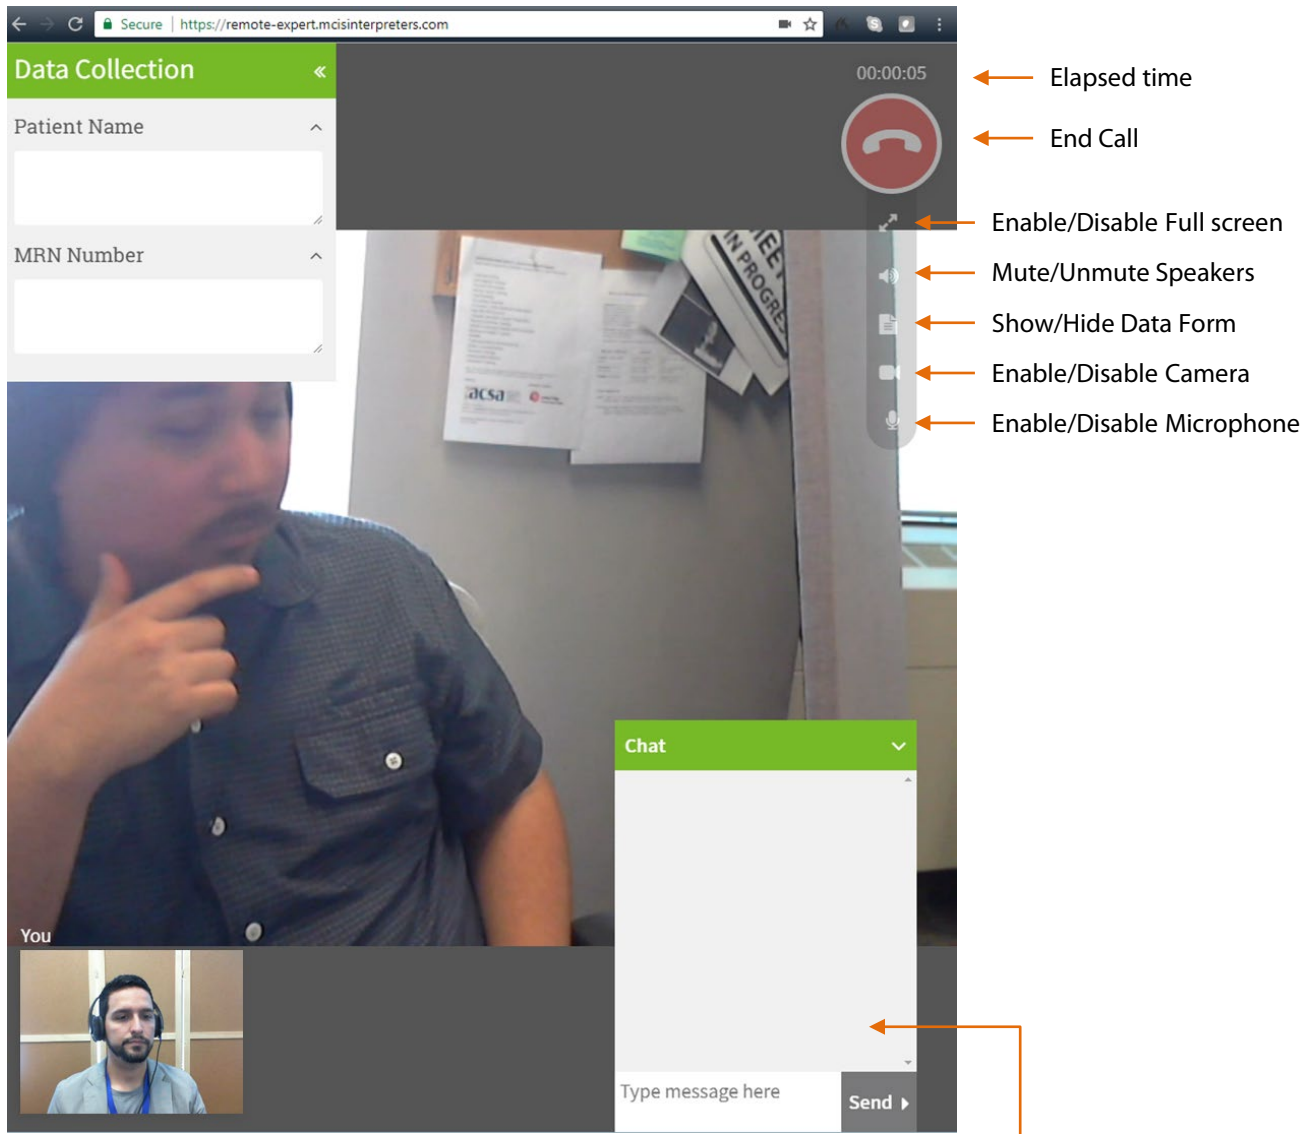 Secure | https://remote-expert.mcisinterpreters.com
Data Collection «
00:00:05
Elapsed time
Patient Name
End Call
Enable/Disable Full screen
MRN Number
MEET
IN PROGRES
Mute/Unmute Speakers
Show/Hide Data Form
Enable/Disable Camera
acsa
Enable/Disable Microphone
Chat
You
Type message here
Send